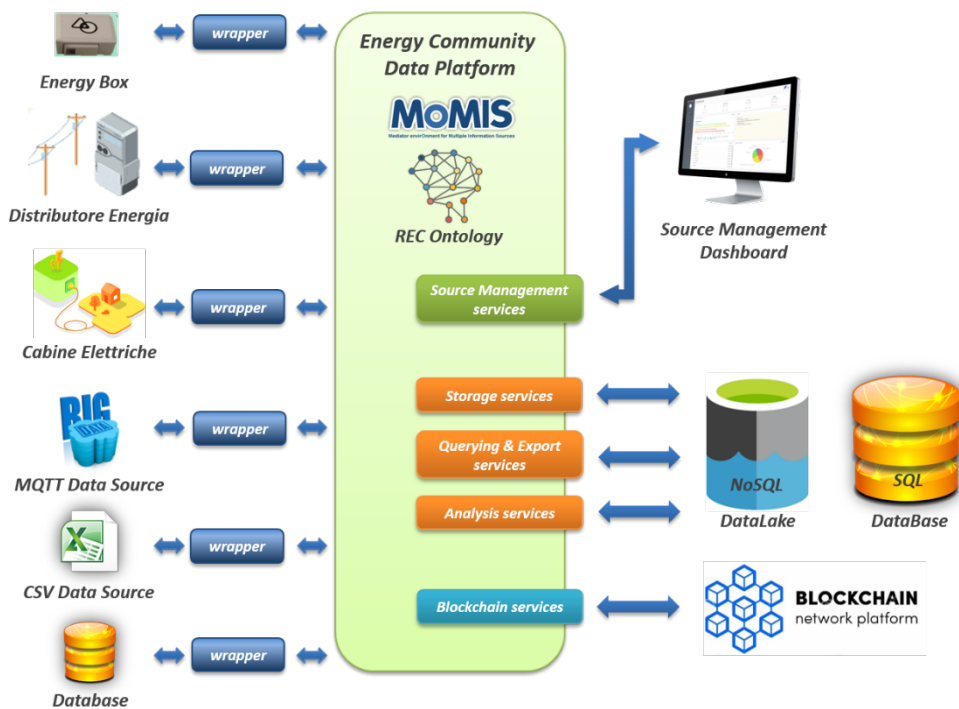 Energy Box
wrapper
Distributore Energia
wrapper
Cabine Elettriche
wrapper
BIG
DATA
MQTT Data Source
wrapper
CSV Data Source
wrapper
Database
wrapper
Energy Community
Data Platform
MOMIS
Mediator envirOnment for Multiple Information Sources
REC Ontology
Source Management
services
Storage services
Querying & Export
services
Analysis services
Blockchain services
Source Management
Dashboard
NoSQL
DataLake
SQL
DataBase
BLOCKCHAIN
network platform